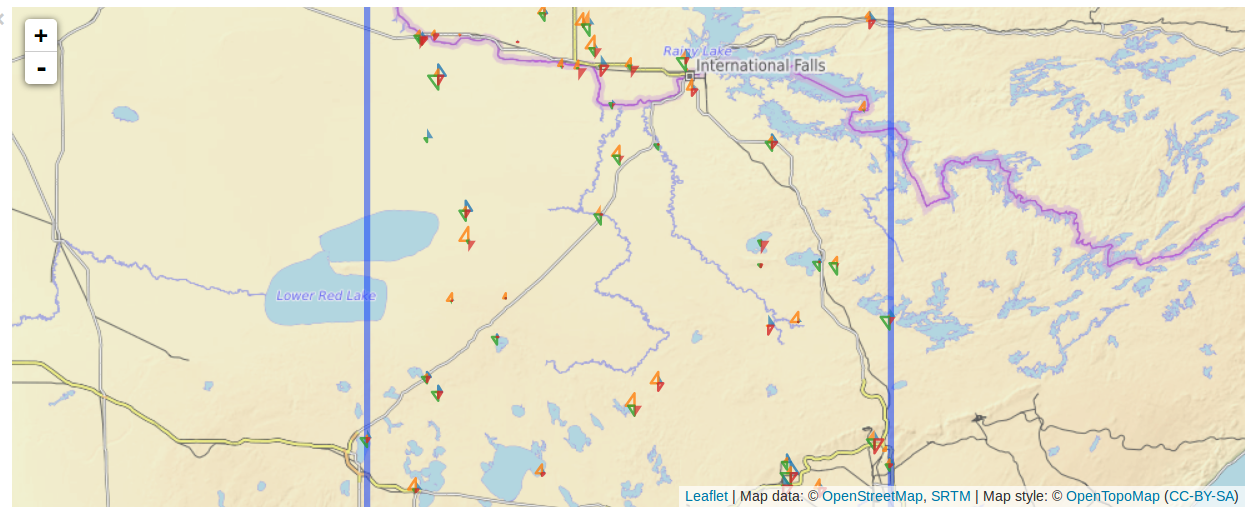 +
-
Rainy Lake
International Falls
Lower Red Lake
Leaflet | Map data: © OpenStreetMap, SRTM | Map style: © OpenTopoMap (CC-BY-SA)